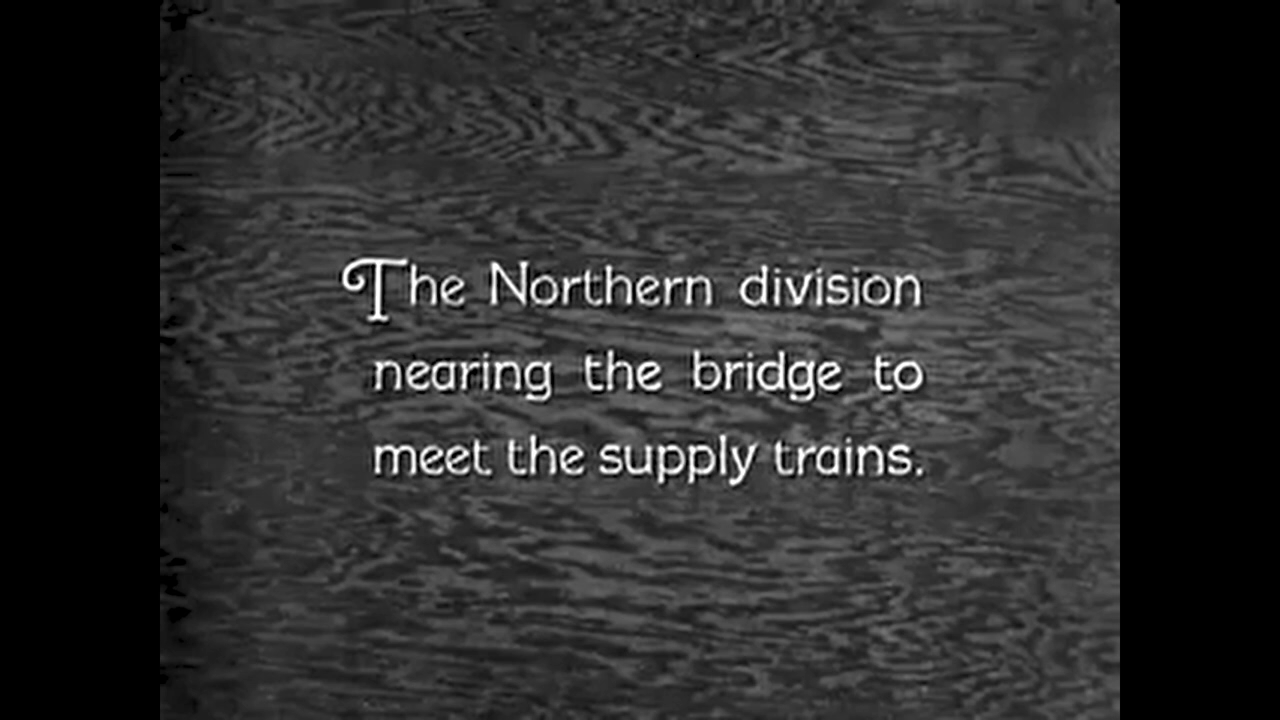 The Northern division
nearing the bridge to
meet the supply trains.